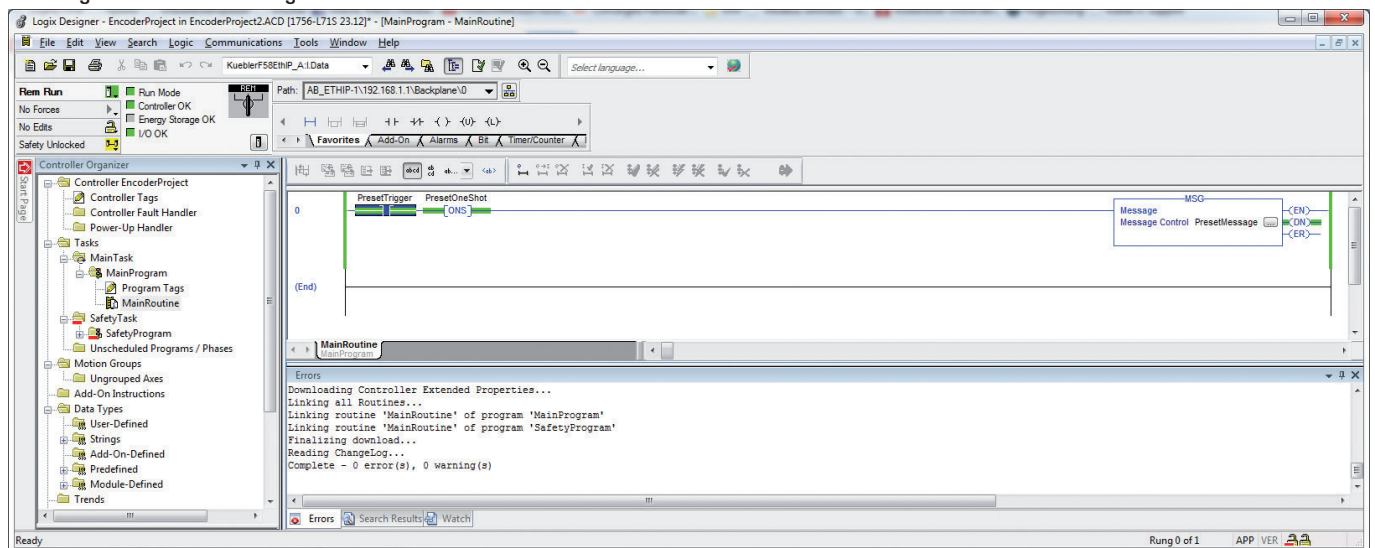 Logix Designer - EncoderProject in EncoderProject2.ACD [1756-L71S 23.12]* - [MainProgram - MainRoutine]
File Edit View Search Logic Communications Tools Window Help
KueblerF58EthIP_A:I.Data
Select language...
Rem Run
Run Mode
REM
Path: AB_ETHIP-1\192.168.1.1\Backplane\0
No Forces
Controller OK
No Edits
Energy Storage OK
I/O OK
Safety Unlocked
Favorites Add-On Alarms Bit Timer/Counter
Start Page
Controller Organizer
Controller EncoderProject
Controller Tags
Controller Fault Handler
Power-Up Handler
Tasks
MainTask
MainProgram
Program Tags
MainRoutine
SafetyTask
SafetyProgram
Unscheduled Programs / Phases
Motion Groups
Ungrouped Axes
Add-On Instructions
Data Types
User-Defined
Strings
Add-On-Defined
Predefined
Module-Defined
Trends
PresetTrigger PresetOneShot
0
ONS
MSG
Message
Message Control PresetMessage ...
(EN)
(DN)
(ER)
(End)
MainRoutine
MainProgram
Errors
Downloading Controller Extended Properties...
Linking all Routines...
Linking routine 'MainRoutine' of program 'MainProgram'
Linking routine 'MainRoutine' of program 'SafetyProgram'
Finalizing download...
Reading ChangeLog...
Complete - 0 error(s), 0 warning(s)
Errors Search Results Watch
Ready
Rung 0 of 1 APP VER